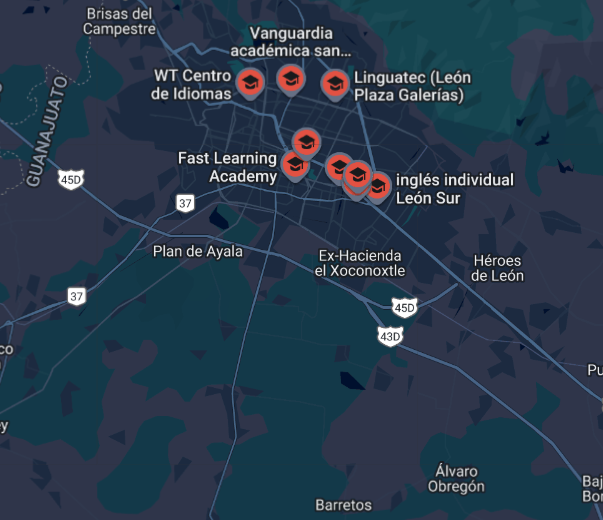 Brisas del
Campestre
Vanguardia
académica san...
WT Centro
de Idiomas
Linguatec (León
Plaza Galerías)
GUANAJUATO
Fast Learning
Academy
inglés individual
León Sur
45D
37
Plan de Ayala
Ex-Hacienda
el Xoconoxtle
Héroes
de León
37
45D
43D
co
Pu
ey
Álvaro
Obregón
Baj
Bor
Barretos